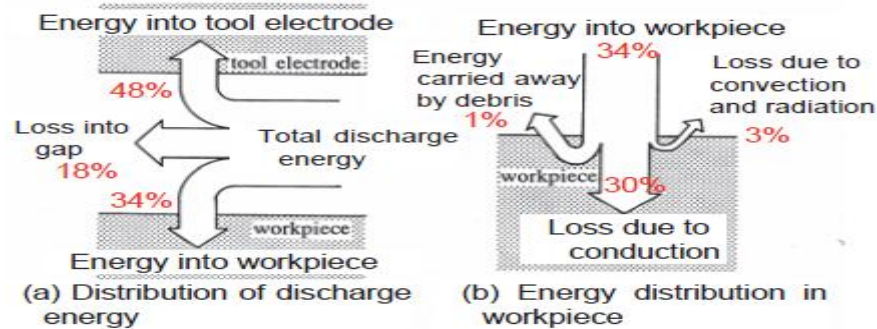 Energy into tool electrode
tool electrode
48%
Loss into
gap
18%
Total discharge
energy
34%
workpiece
Energy into workpiece
(a) Distribution of discharge
energy
Energy into workpiece
34%
Energy
carried away
by debris
1%
Loss due to
convection
and radiation
3%
workpiece
30%
Loss due to
conduction
(b) Energy distribution in
workpiece